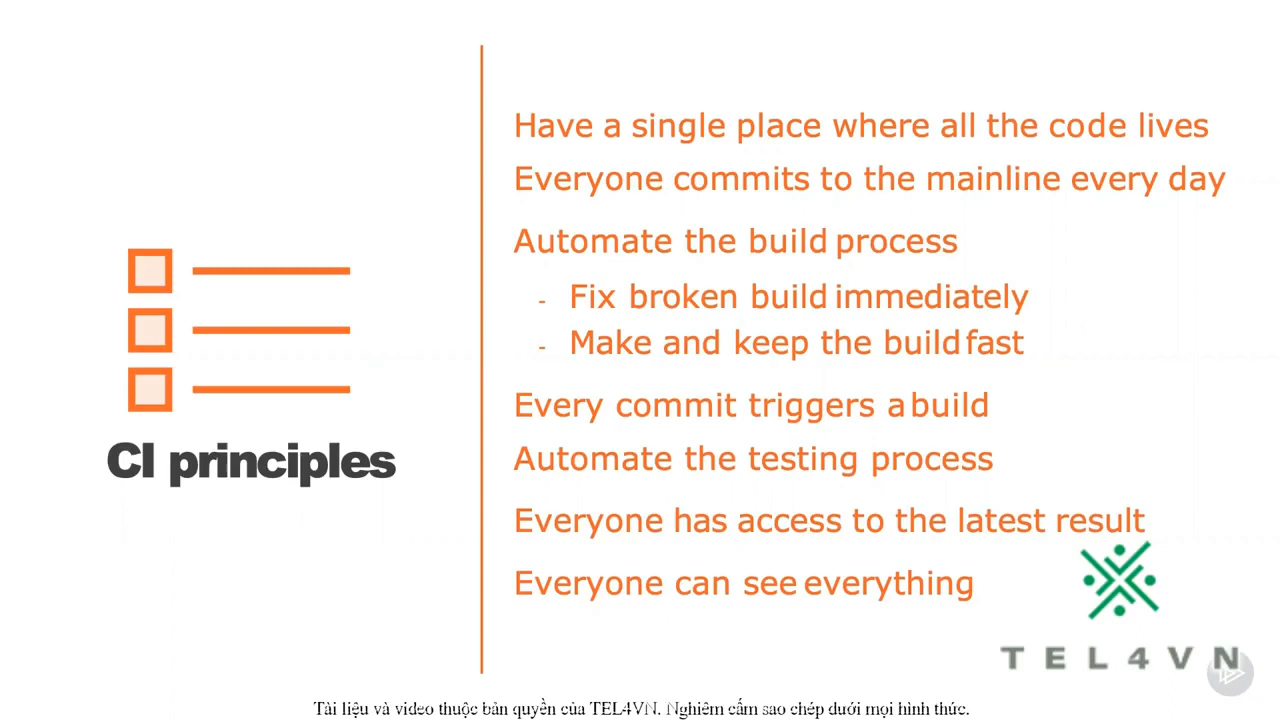 CI principles
Have a single place where all the code lives
Everyone commits to the mainline every day
Automate the build process
- Fix broken build immediately
- Make and keep the build fast
Every commit triggers a build
Automate the testing process
Everyone has access to the latest result
Everyone can see everything
TEL4VN
Tài liệu và video thuộc bản quyền của TEL4VN. Nghiêm cấm sao chép dưới mọi hình thức.